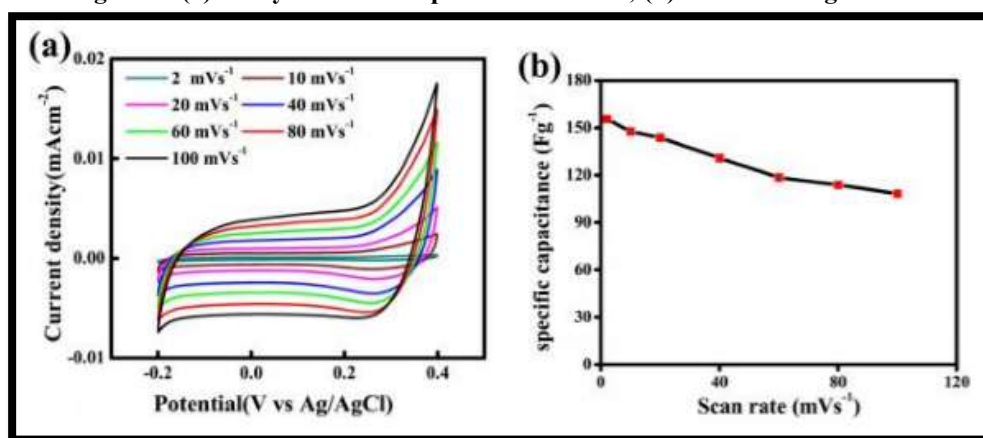 (a)
0.02
0.01
0.00
-0.01
Current density(mAcm⁻²)
2 mVs⁻¹ 10 mVs⁻¹
20 mVs⁻¹ 40 mVs⁻¹
60 mVs⁻¹ 80 mVs⁻¹
100 mVs⁻¹
-0.2 0.0 0.2 0.4
Potential(V vs Ag/AgCl)
(b)
180
150
120
90
60
30
0
specific capacitance (Fg⁻¹)
0 40 80 120
Scan rate (mVs⁻¹)